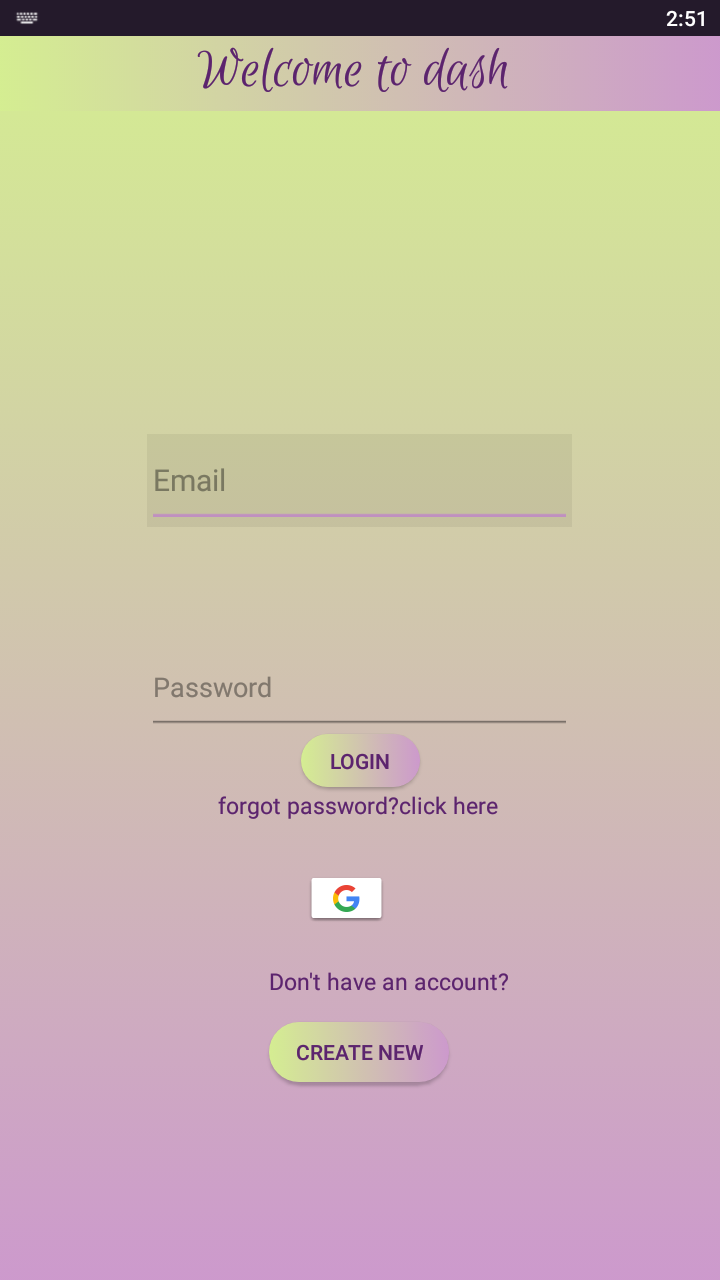 2:51
Welcome to dash
Email
Password
LOGIN
forgot password?click here
Don't have an account?
CREATE NEW